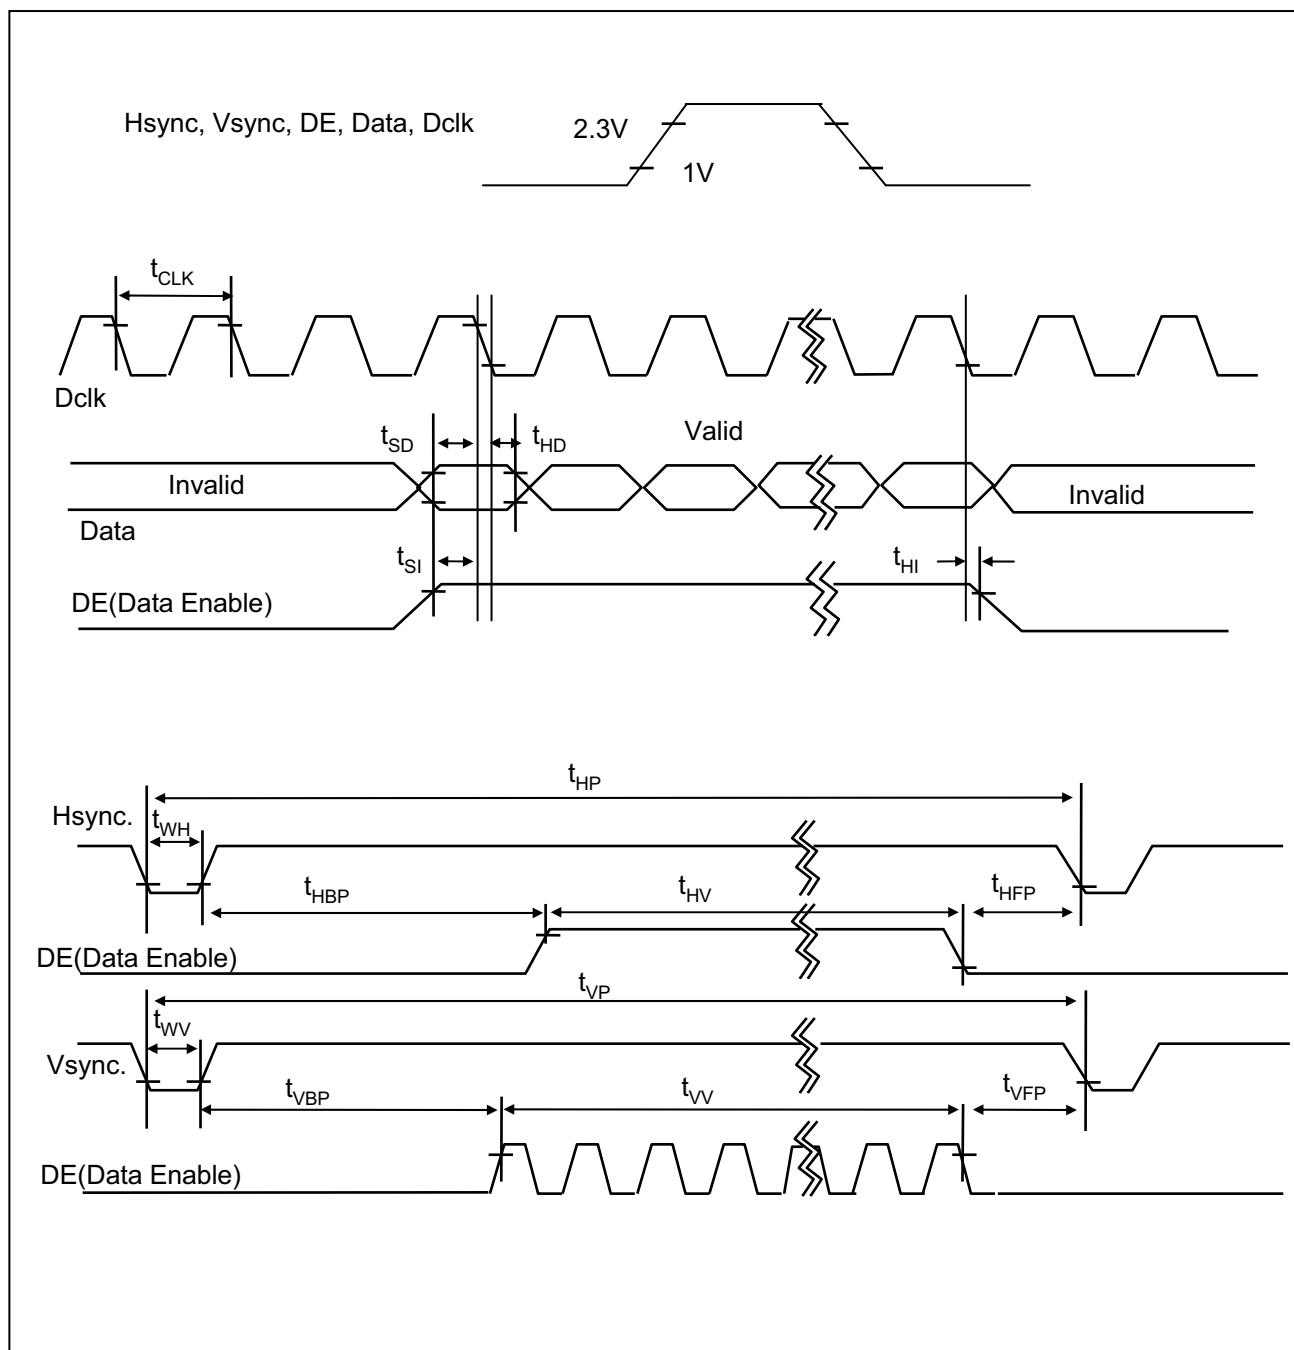 Hsync, Vsync, DE, Data, Dclk
2.3V
1V
tCLK
Dclk
tSD
tHD
Valid
Invalid
Invalid
Data
tSI
tHI
DE(Data Enable)
tHP
Hsync.
tWH
tHBP
tHV
tHFP
DE(Data Enable)
tVP
tWV
Vsync.
tVBP
tVV
tVFP
DE(Data Enable)